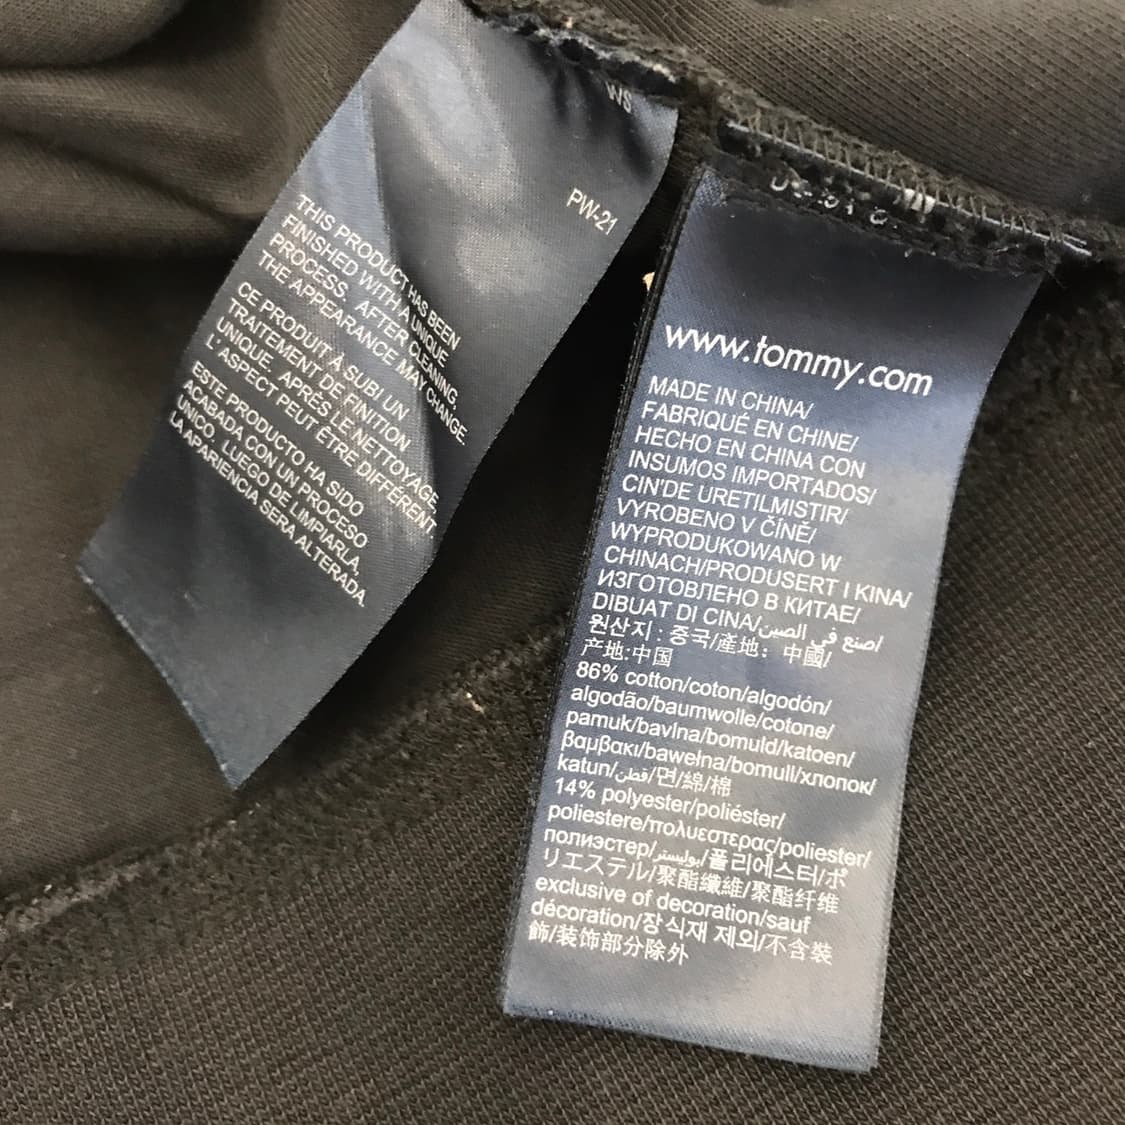 WS
PW-21
THIS PRODUCT HAS BEEN
FINISHED WITH A UNIQUE
PROCESS. AFTER CLEANING,
THE APPEARANCE MAY CHANGE.
CE PRODUIT A SUBI UN
TRAITEMENT DE FINITION
UNIQUE. APRÈS LE NETTOYAGE,
L' ASPECT PEUT ÊTRE DIFFÉRENT.
ESTE PRODUCTO HA SIDO
ACABADA CON UN PROCESO
UNICO. LUEGO DE LIMPIARLA,
LA APARIENCIA SERA ALTERADA.
www.tommy.com
MADE IN CHINA/
FABRIQUÉ EN CHINE/
HECHO EN CHINA CON
INSUMOS IMPORTADOS/
CIN'DE URETILMISTIR/
VYROBENO V ČÍNĚ/
WYPRODUKOWANO W
CHINACH/PRODUSERT I KINA/
ИЗГОТОВЛЕНО В КИТАЕ/
DIBUAT DI CINA/صنع في الصين/
원산지: 중국/產地: 中國/
产地:中国
86% cotton/coton/algodón/
algodão/baumwolle/cotone/
pamuk/bavlna/bomuld/katoen/
βαμβακι/bawełna/bomull/хлопок/
katun/قطن/면/綿/棉
14% polyester/poliéster/
poliestere/πολυεστερας/poliester/
полиэстер/بوليستر/폴리에스터/ポ
リエステル/聚酯纖維/聚酯纤维
exclusive of decoration/sauf
décoration/장식재 제외/不含裝
飾/装饰部分除外